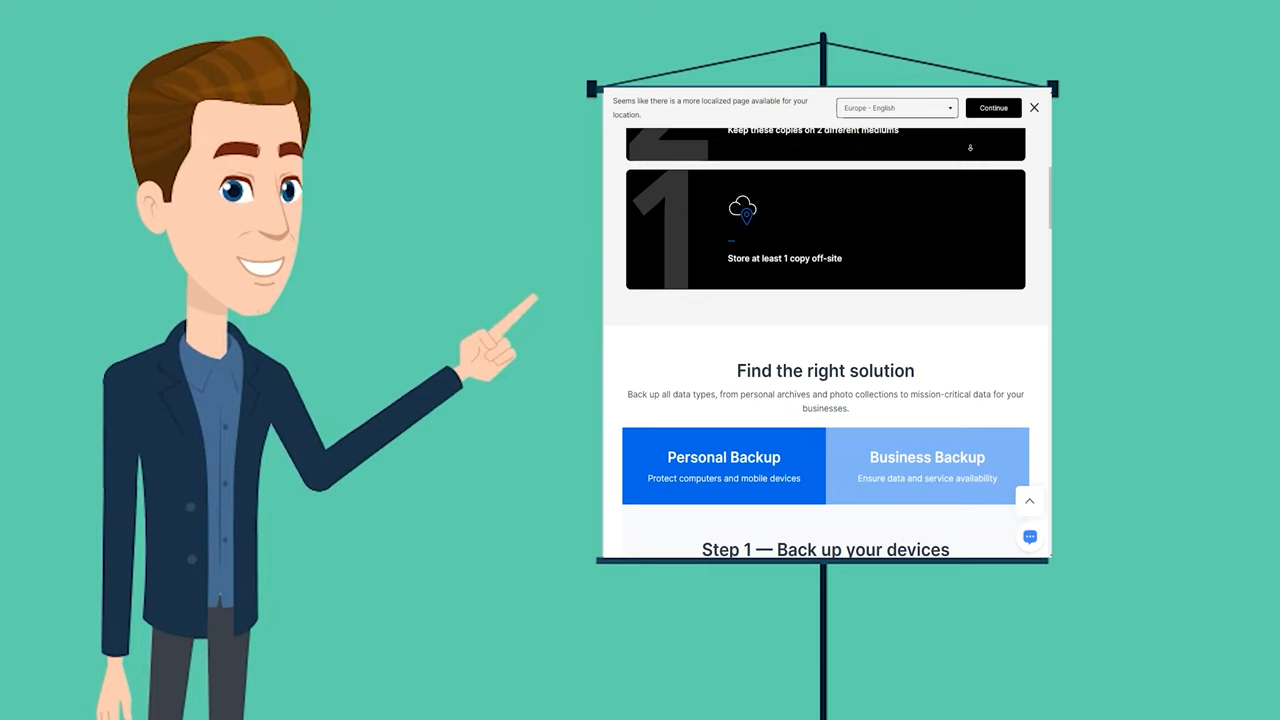 Seems like there is a more localized page available for your
location.
Europe - English
Continue
2
Keep these copies on 2 different mediums
1
Store at least 1 copy off-site
Find the right solution
Back up all data types, from personal archives and photo collections to mission-critical data for your
businesses.
Personal Backup
Business Backup
Protect computers and mobile devices
Ensure data and service availability
Step 1 — Back up your devices